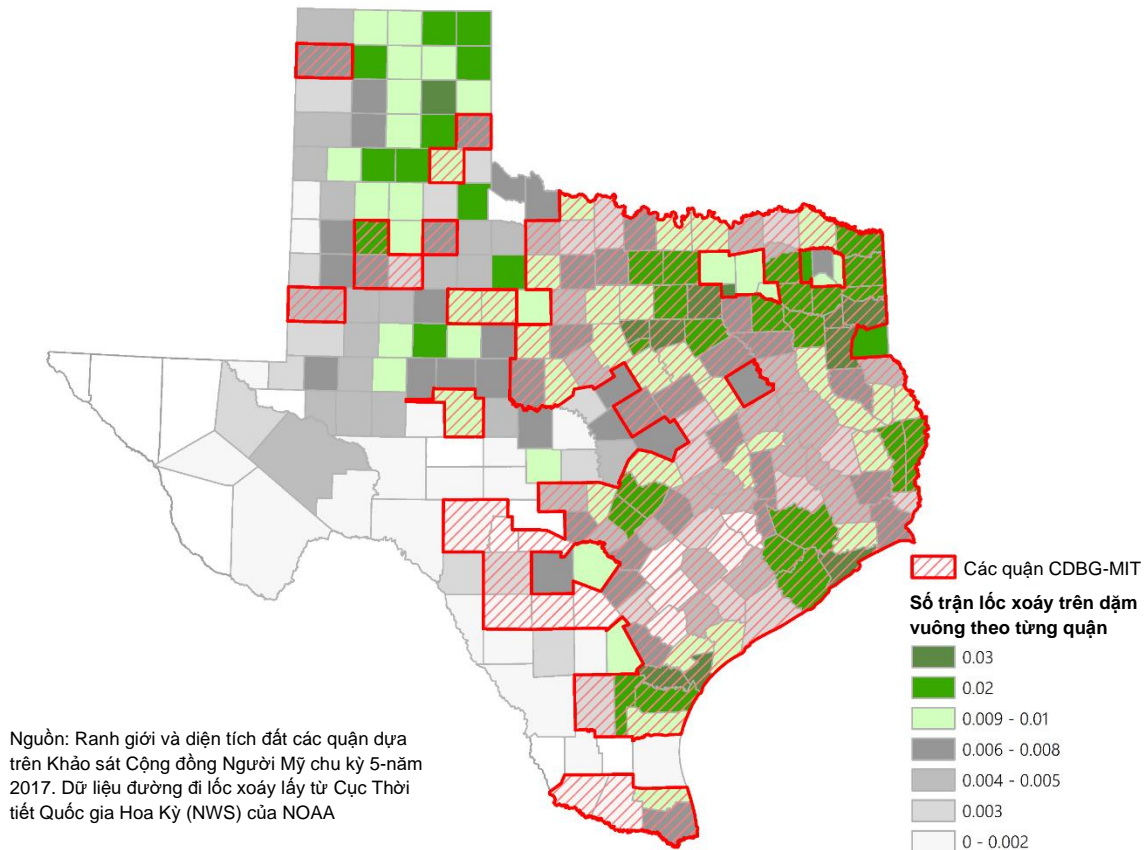 Các quận CDBG-MIT
Số trận lốc xoáy trên dặm
vuông theo từng quận
0.03
0.02
0.009 - 0.01
0.006 - 0.008
0.004 - 0.005
0.003
0 - 0.002
Nguồn: Ranh giới và diện tích đất các quận dựa
trên Khảo sát Cộng đồng Người Mỹ chu kỳ 5-năm
2017. Dữ liệu đường đi lốc xoáy lấy từ Cục Thời
tiết Quốc gia Hoa Kỳ (NWS) của NOAA